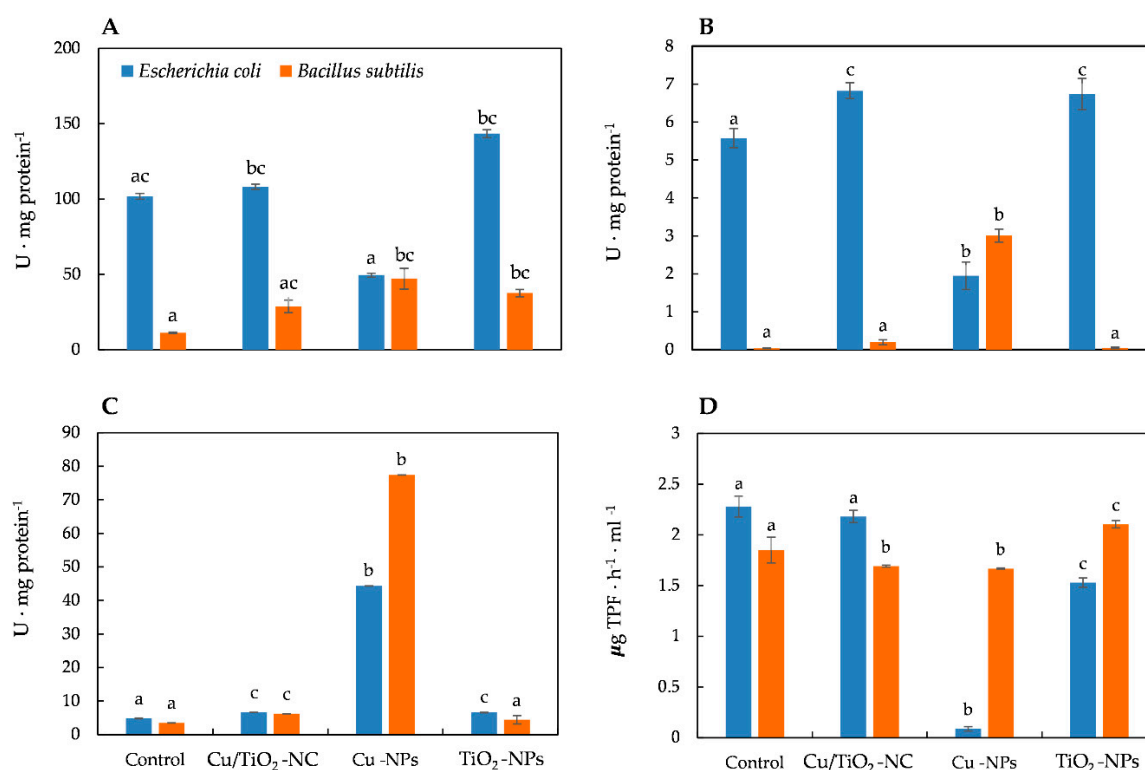 A
200
150
100
50
0
U · mg protein⁻¹
Escherichia coli Bacillus subtilis
ac bc a bc
a ac bc bc
B
8
7
6
5
4
3
2
1
0
U · mg protein⁻¹
a c b c
a a b a
C
90
80
70
60
50
40
30
20
10
0
U · mg protein⁻¹
a c b c
a c b a
Control Cu/TiO₂-NC Cu-NPs TiO₂-NPs
D
3
2.5
2
1.5
1
0.5
0
µg TPF · h⁻¹ · ml ⁻¹
a a b c
a b b c
Control Cu/TiO₂-NC Cu-NPs TiO₂-NPs